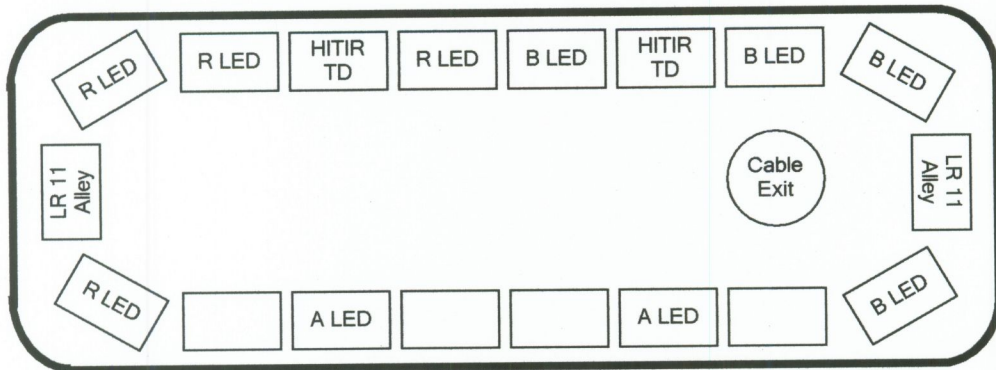 R LED
R LED
HITIR
TD
R LED
B LED
HITIR
TD
B LED
B LED
LR 11
Alley
Cable
Exit
LR 11
Alley
R LED
A LED
A LED
B LED